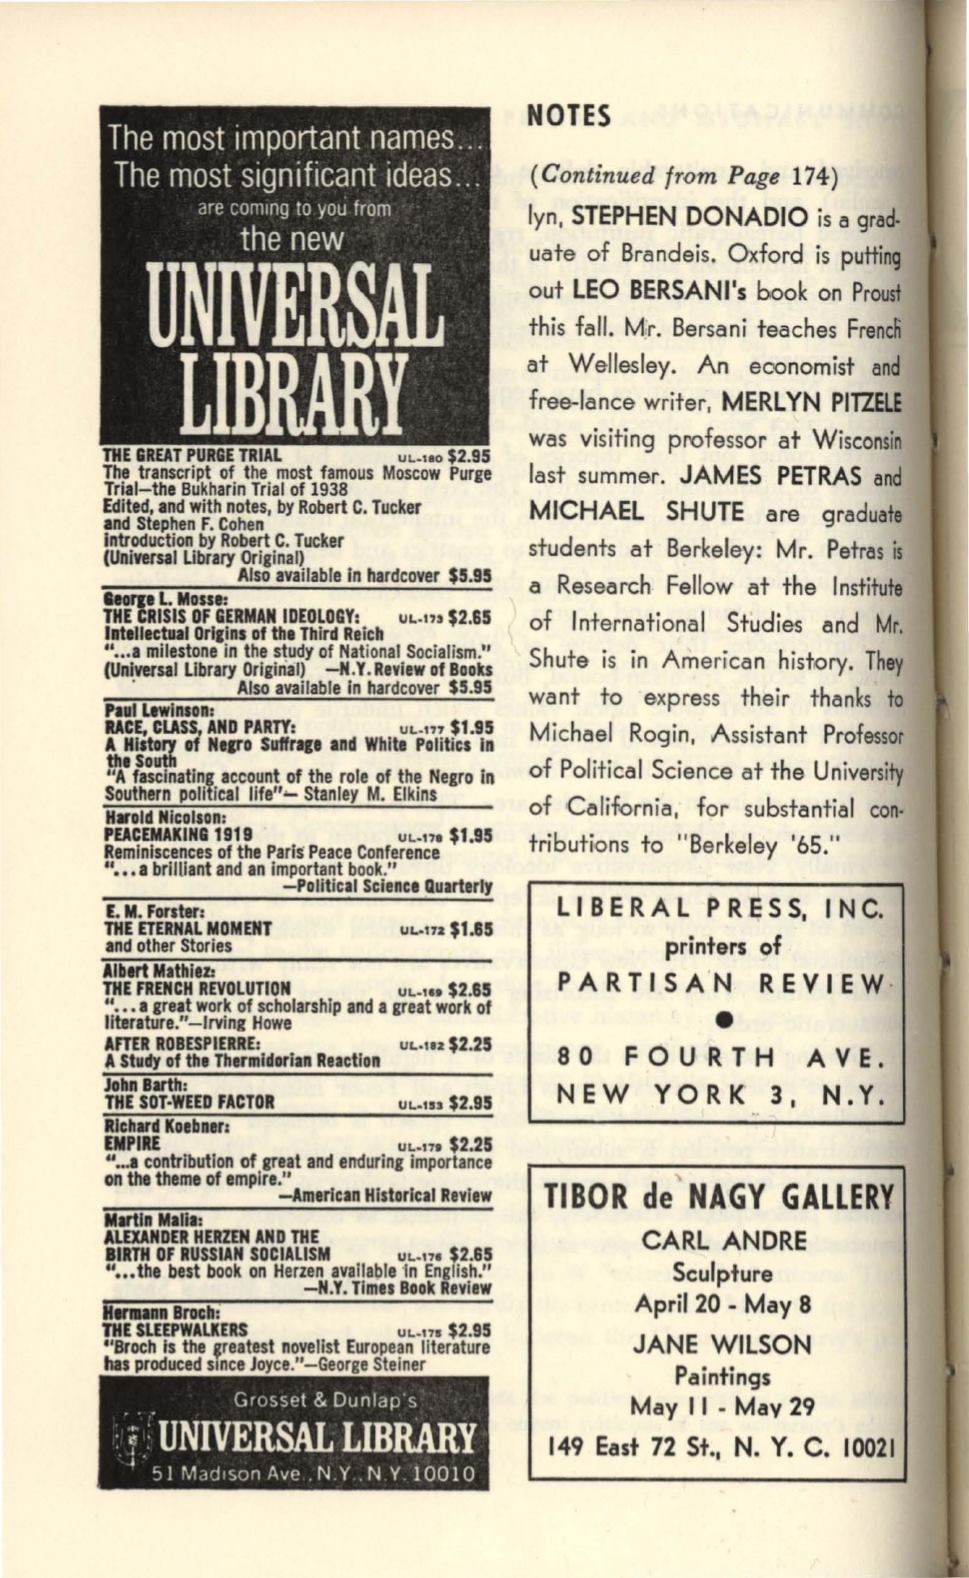 The most important names...
The most significant ideas...
are coming to you from
the new
UNIVERSAL
LIBRARY
THE GREAT PURGE TRIAL UL-180 $2.95
The transcript of the most famous Moscow Purge
Trial—the Bukharin Trial of 1938
Edited, and with notes, by Robert C. Tucker
and Stephen F. Cohen
introduction by Robert C. Tucker
(Universal Library Original)
Also available in hardcover $5.95
George L. Mosse:
THE CRISIS OF GERMAN IDEOLOGY: UL-173 $2.65
Intellectual Origins of the Third Reich
"...a milestone in the study of National Socialism."
(Universal Library Original) —N.Y. Review of Books
Also available in hardcover $5.95
Paul Lewinson:
RACE, CLASS, AND PARTY: UL-177 $1.95
A History of Negro Suffrage and White Politics in
the South
"A fascinating account of the role of the Negro in
Southern political life"— Stanley M. Elkins
Harold Nicolson:
PEACEMAKING 1919 UL-178 $1.95
Reminiscences of the Paris Peace Conference
"...a brilliant and an important book."
—Political Science Quarterly
E. M. Forster:
THE ETERNAL MOMENT UL-172 $1.65
and other Stories
Albert Mathiez:
THE FRENCH REVOLUTION UL-169 $2.65
"...a great work of scholarship and a great work of
literature."—Irving Howe
AFTER ROBESPIERRE: UL-182 $2.25
A Study of the Thermidorian Reaction
John Barth:
THE SOT-WEED FACTOR UL-153 $2.95
Richard Koebner:
EMPIRE UL-179 $2.25
"...a contribution of great and enduring importance
on the theme of empire."
—American Historical Review
Martin Malia:
ALEXANDER HERZEN AND THE
BIRTH OF RUSSIAN SOCIALISM UL-176 $2.65
"...the best book on Herzen available in English."
—N.Y. Times Book Review
Hermann Broch:
THE SLEEPWALKERS UL-175 $2.95
"Broch is the greatest novelist European literature
has produced since Joyce."—George Steiner
Grosset & Dunlap's
UNIVERSAL LIBRARY
51 Madison Ave., N.Y., N.Y. 10010
NOTES
(Continued from Page 174)
lyn, STEPHEN DONADIO is a grad-
uate of Brandeis. Oxford is putting
out LEO BERSANI's book on Proust
this fall. Mr. Bersani teaches French
at Wellesley. An economist and
free-lance writer, MERLYN PITZELE
was visiting professor at Wisconsin
last summer. JAMES PETRAS and
MICHAEL SHUTE are graduate
students at Berkeley: Mr. Petras is
a Research Fellow at the Institute
of International Studies and Mr.
Shute is in American history. They
want to express their thanks to
Michael Rogin, Assistant Professor
of Political Science at the University
of California, for substantial con-
tributions to "Berkeley '65."
LIBERAL PRESS, INC.
printers of
PARTISAN REVIEW
●
80 FOURTH AVE.
NEW YORK 3, N.Y.
TIBOR de NAGY GALLERY
CARL ANDRE
Sculpture
April 20 - May 8
JANE WILSON
Paintings
May 11 - May 29
149 East 72 St., N. Y. C. 10021